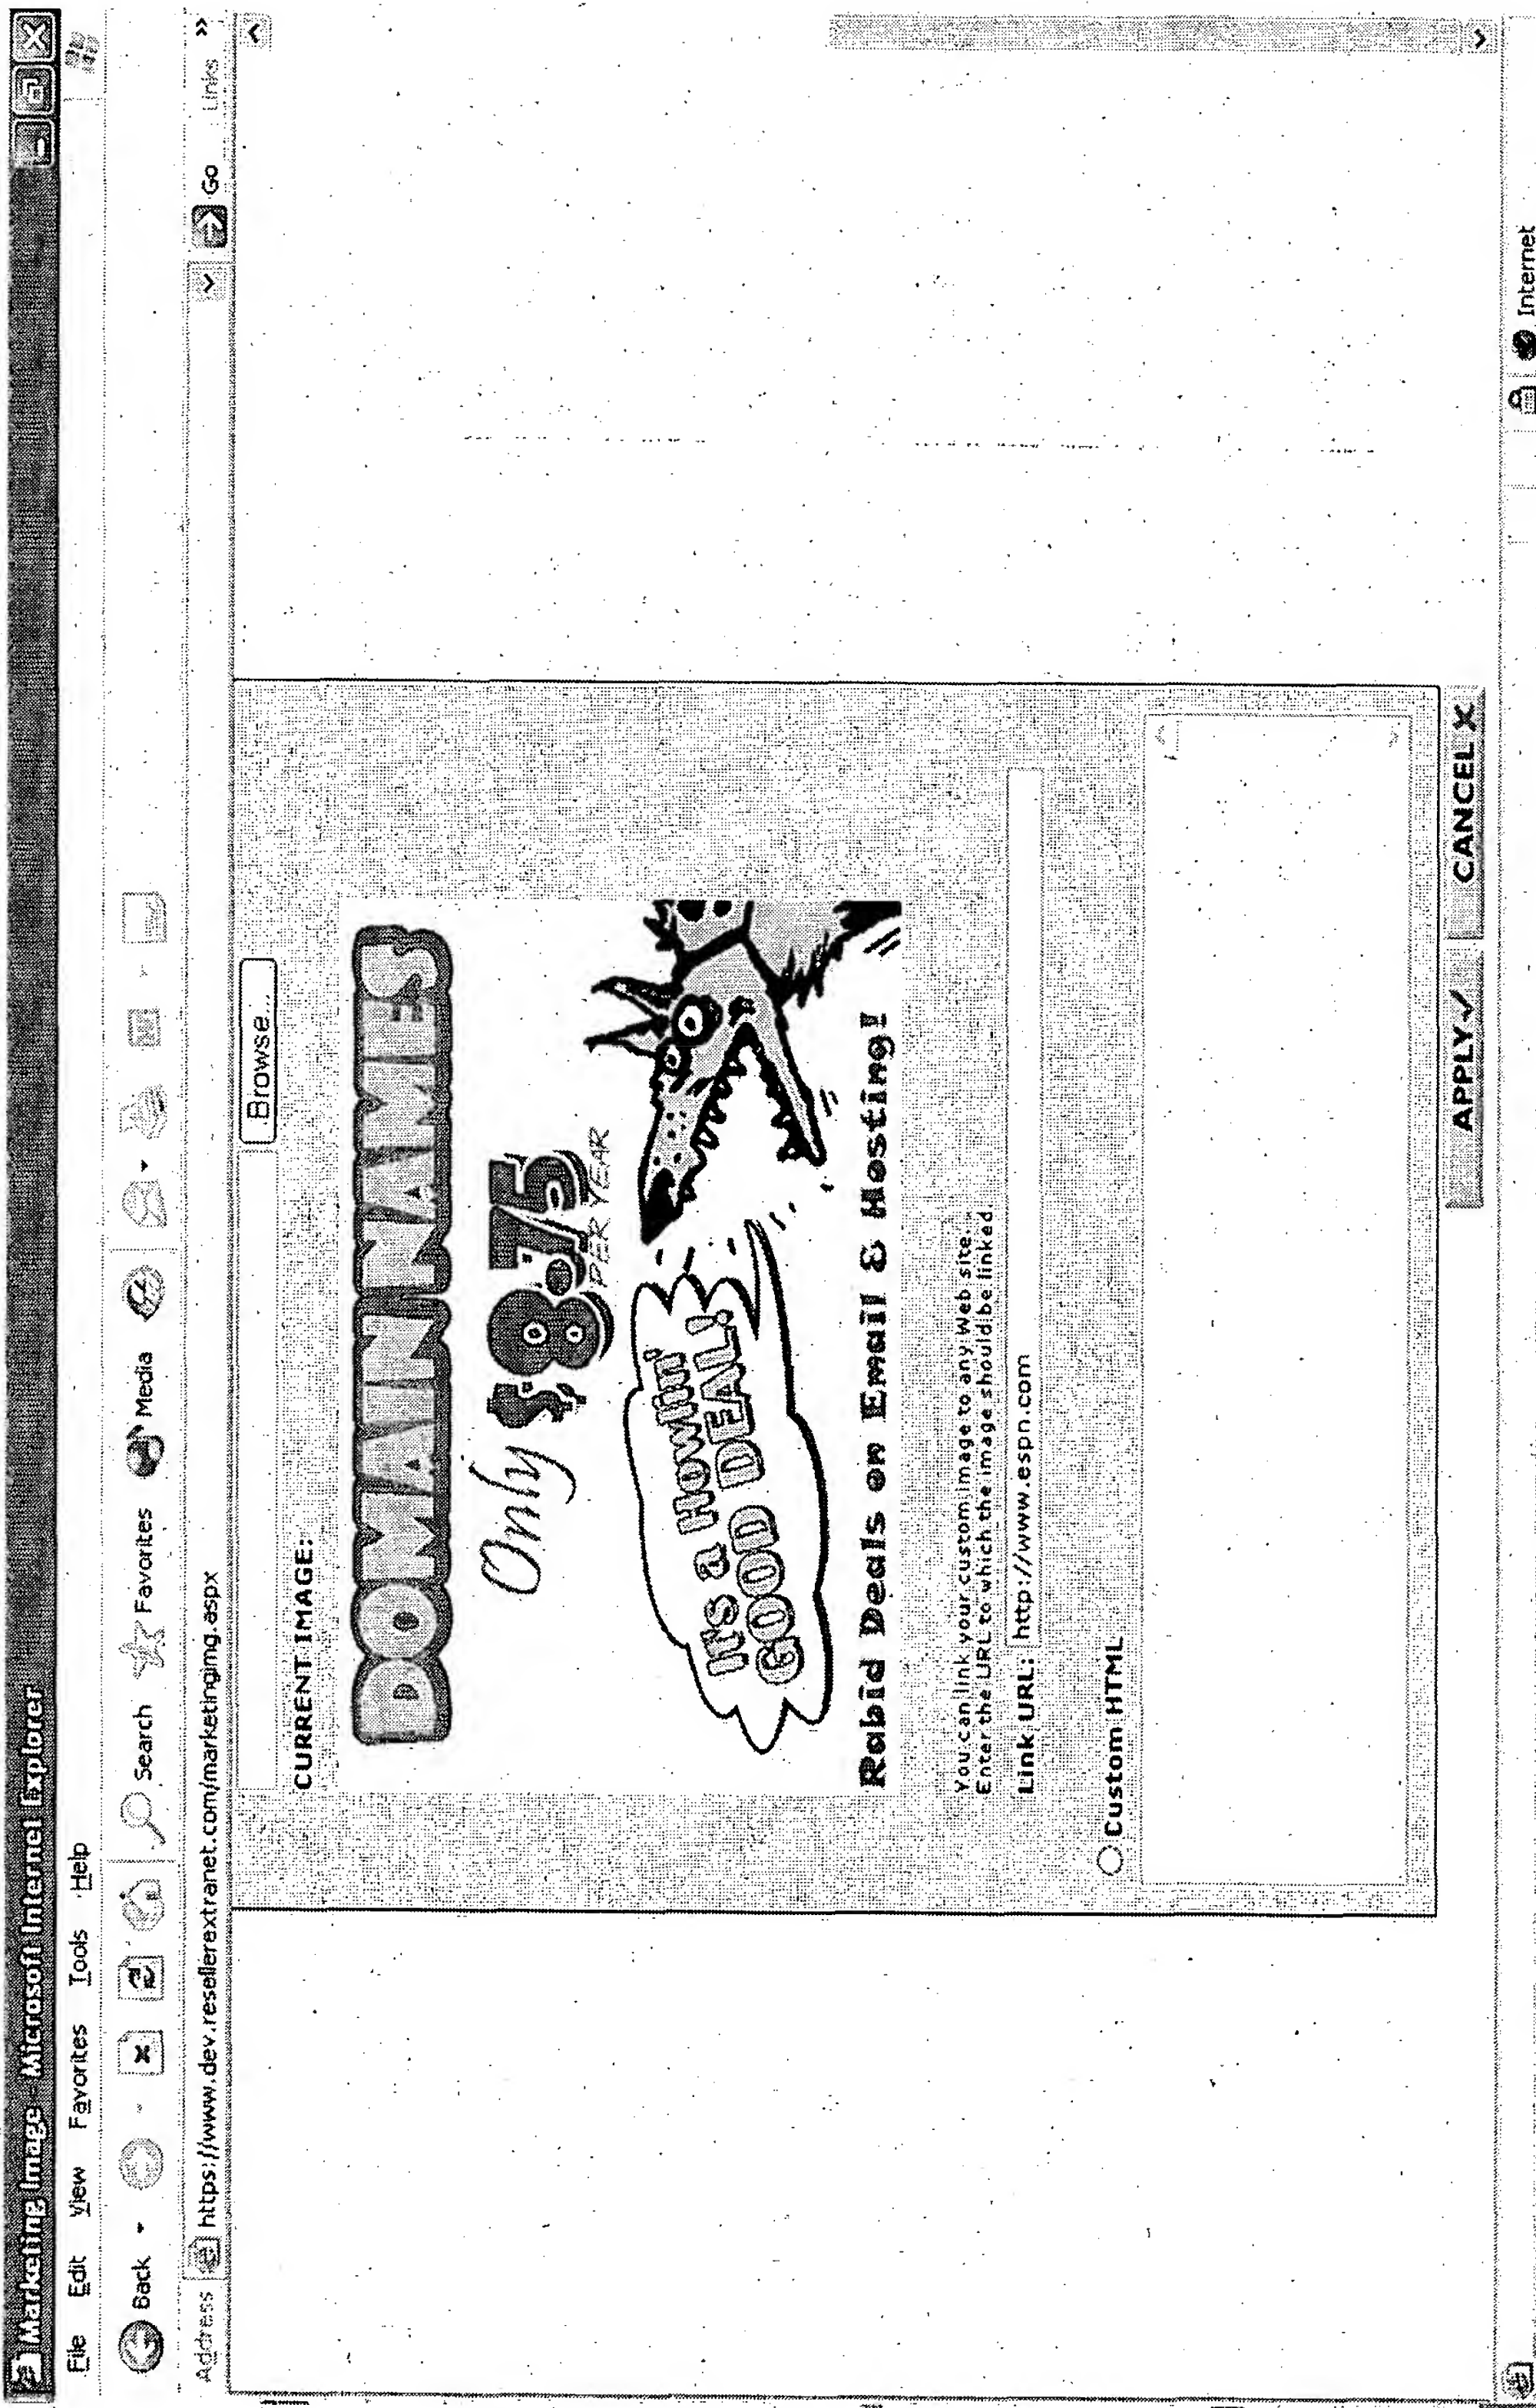 Marketing Image - Microsoft Internet Explorer
File Edit View Favorites Tools Help
Back Search Favorites Media
Address https://www.dev.resellerextranet.com/marketingimg.aspx Go Links »
Browse...
CURRENT IMAGE:
DOMAIN NAMES
Only $8.75
PER YEAR
It's a Howlin'
GOOD DEAL!
Rabid Deals on Email & Hosting!
You can link your custom image to any Web site.
Enter the URL to which the image should be linked
Link URL: http://www.espn.com
Custom HTML
APPLY✓ CANCEL X
Internet